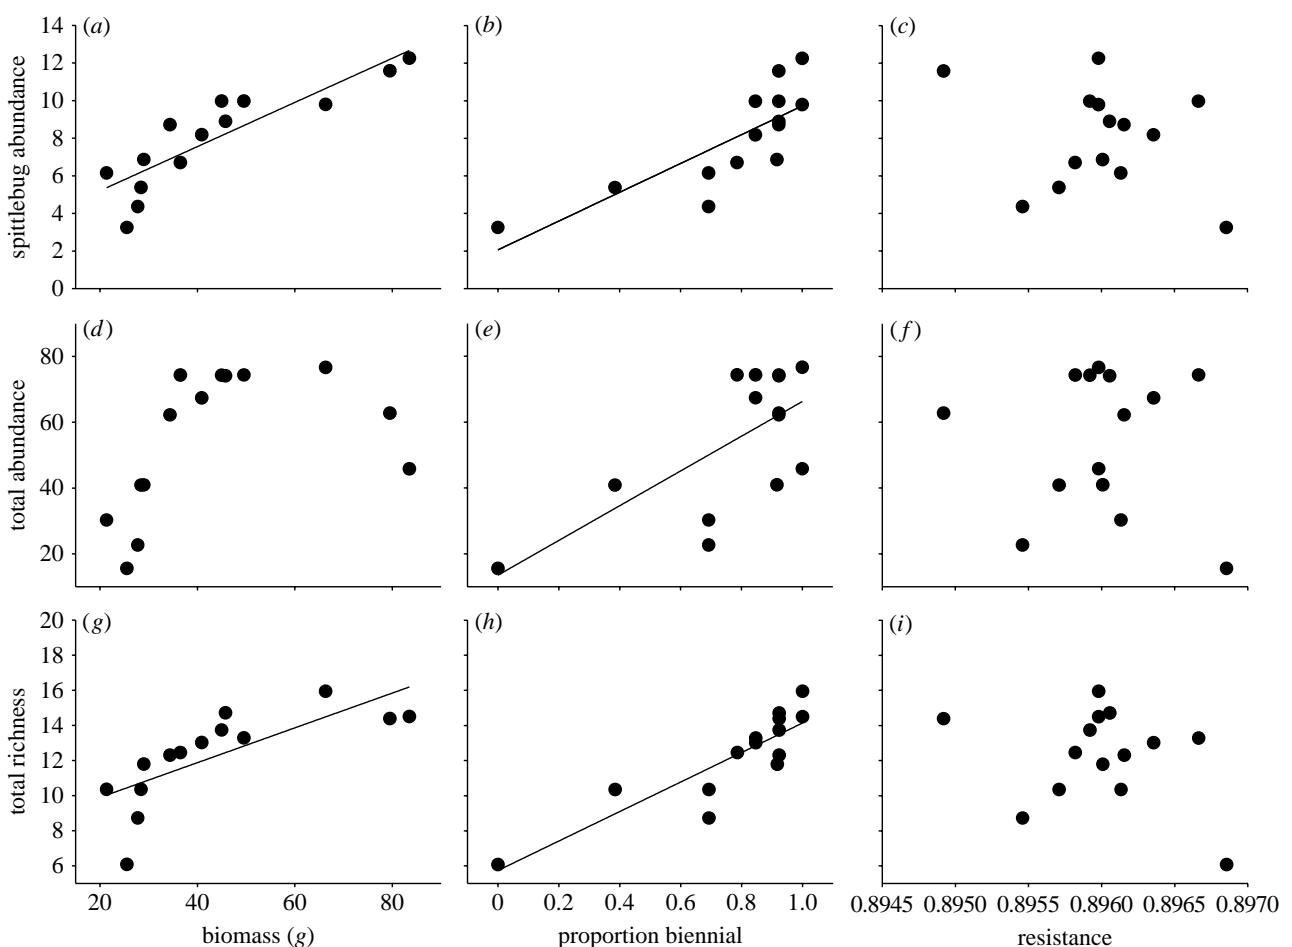 (a)
(b)
(c)
14
12
10
8
6
4
2
0
spittlebug abundance
(d)
(e)
(f)
80
60
40
20
total abundance
(g)
(h)
(i)
20
18
16
14
12
10
8
6
total richness
20 40 60 80
0 0.2 0.4 0.6 0.8 1.0
0.8945 0.8950 0.8955 0.8960 0.8965 0.8970
biomass (g)
proportion biennial
resistance